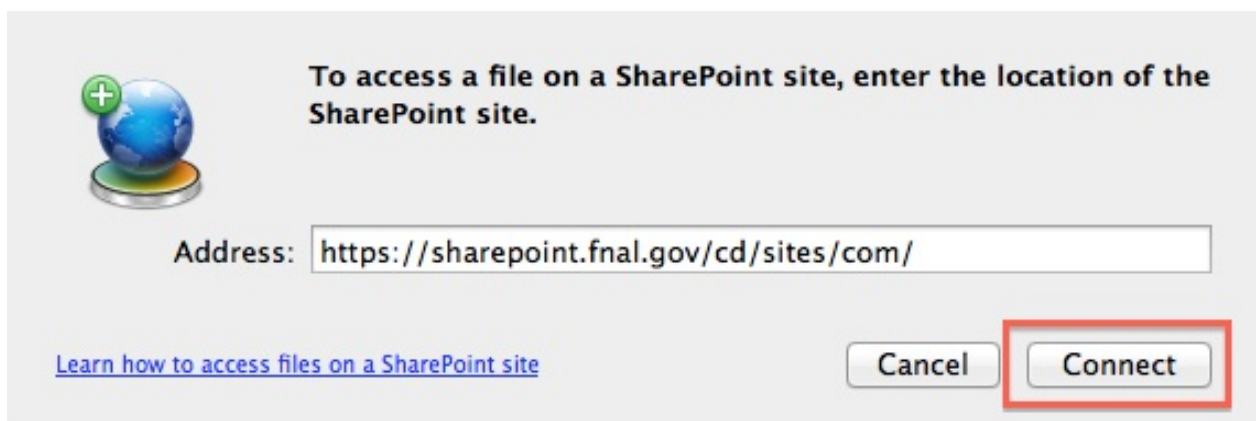 To access a file on a SharePoint site, enter the location of the
SharePoint site.
Address: https://sharepoint.fnal.gov/cd/sites/com/
Learn how to access files on a SharePoint site
Cancel
Connect